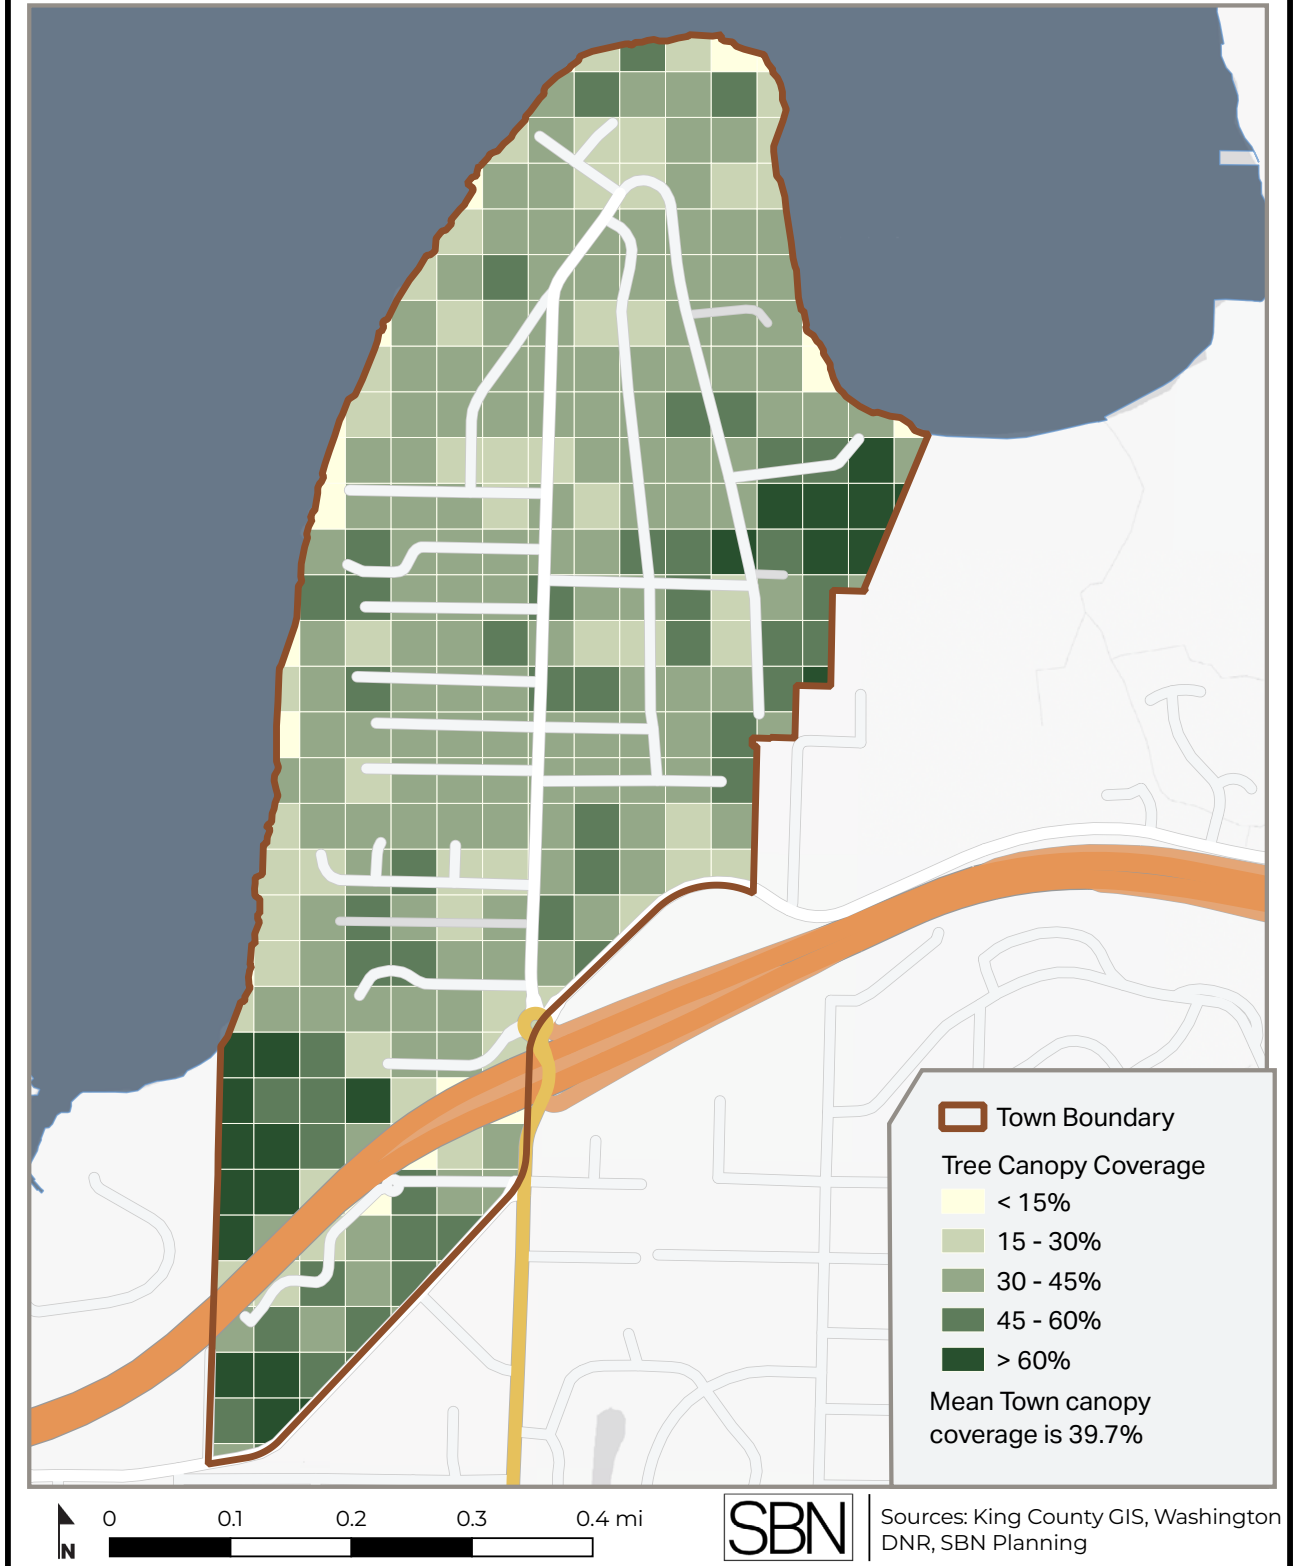 Town Boundary
Tree Canopy Coverage
< 15%
15 - 30%
30 - 45%
45 - 60%
> 60%
Mean Town canopy
coverage is 39.7%
N
0 0.1 0.2 0.3 0.4 mi
SBN
Sources: King County GIS, Washington
DNR, SBN Planning